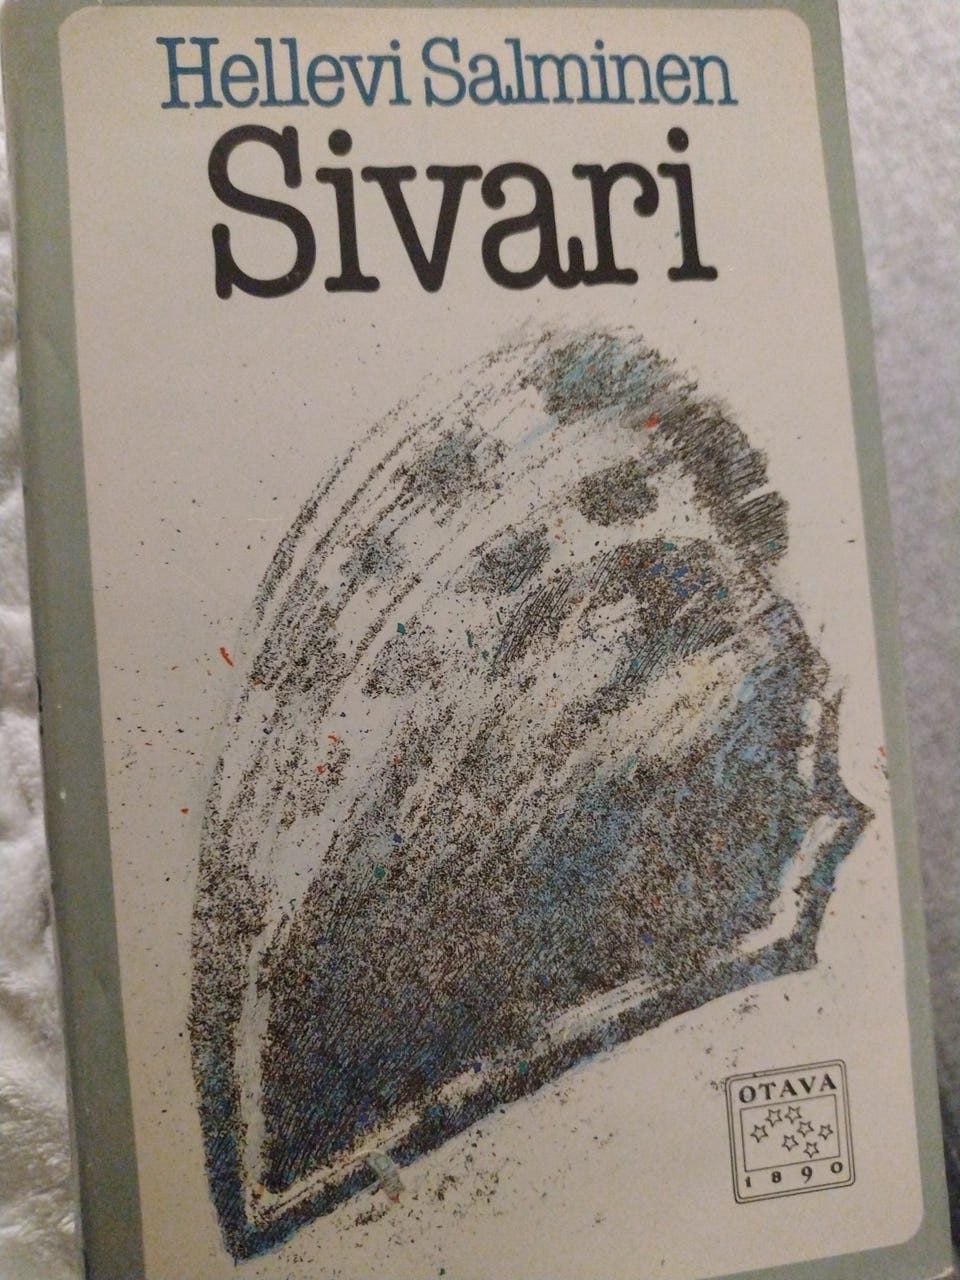 Hellevi Salminen
Sivari
OTAVA
1890